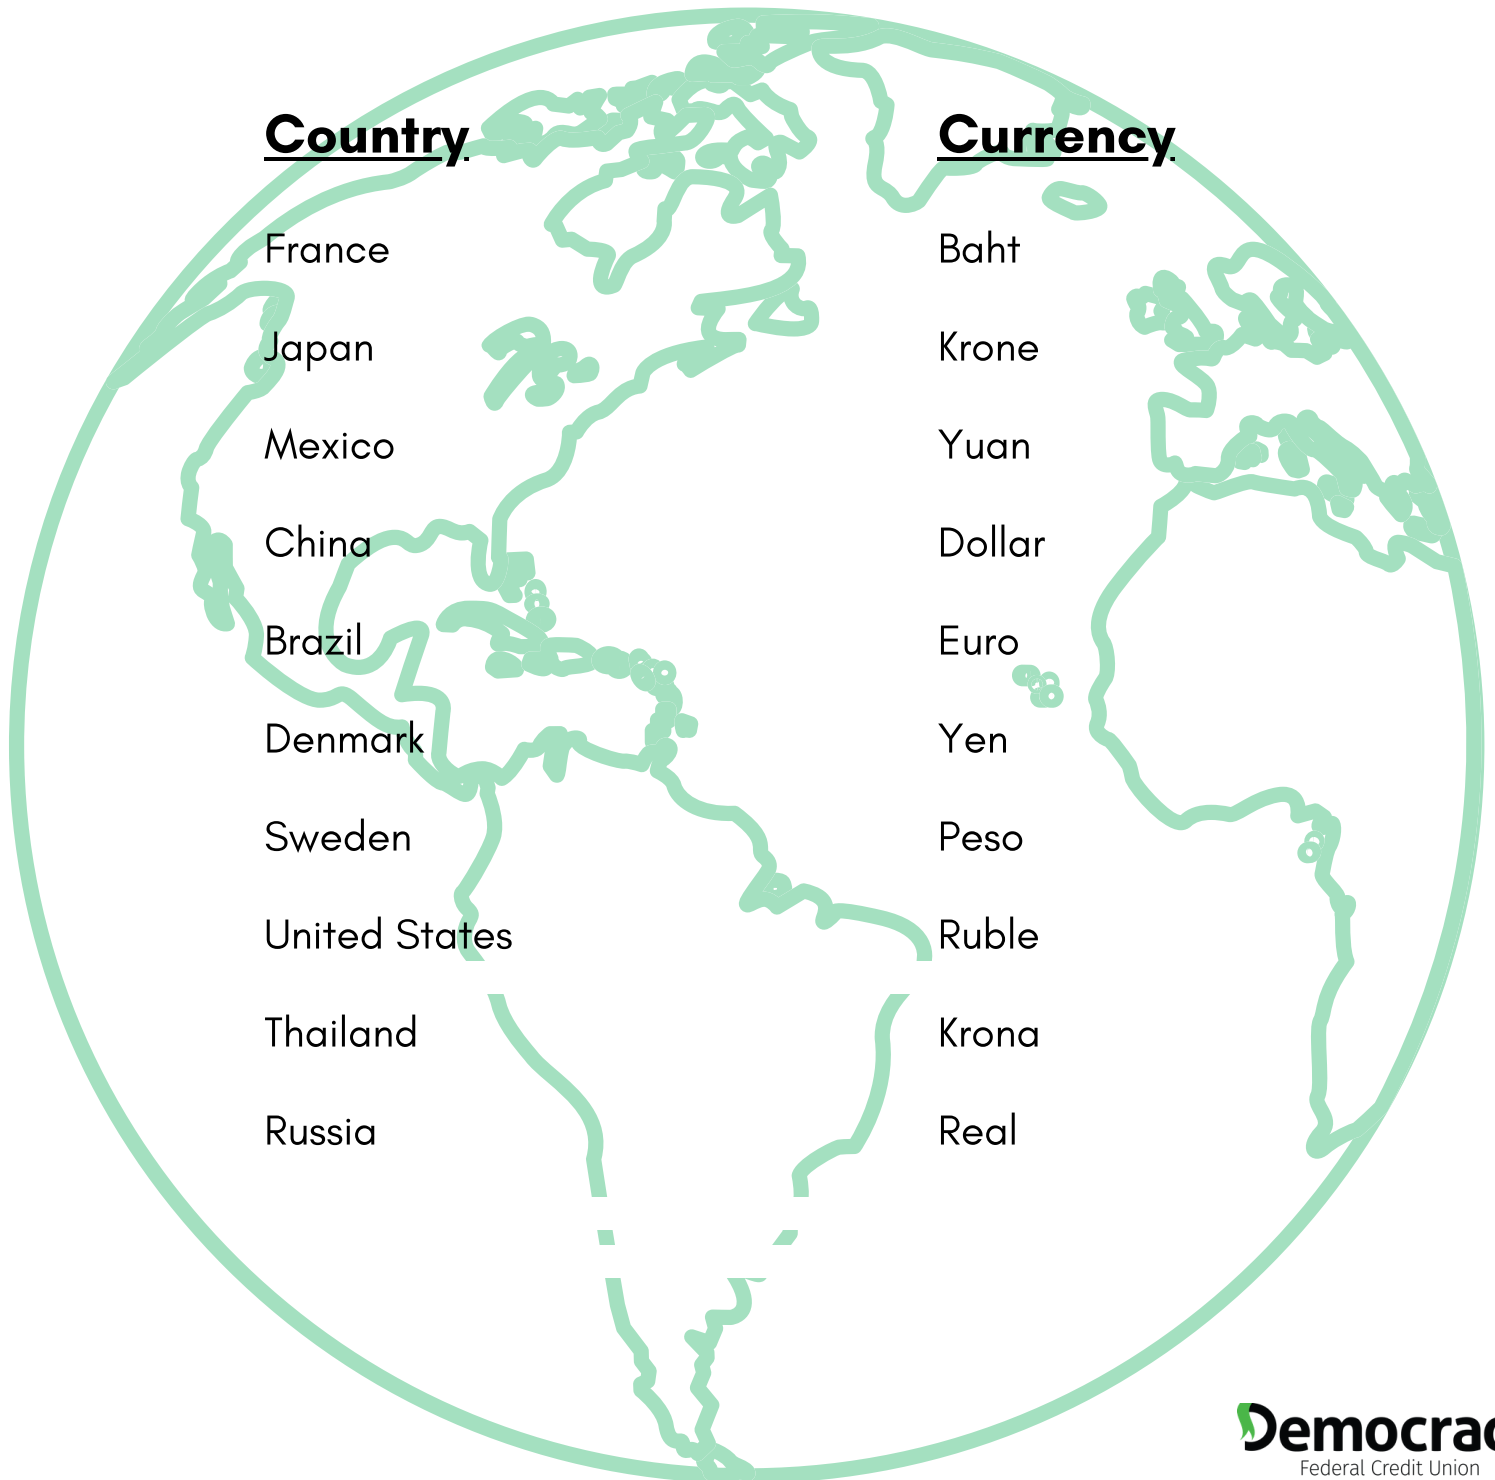 Country
Currency
France
Baht
Japan
Krone
Mexico
Yuan
China
Dollar
Brazil
Euro
Denmark
Yen
Sweden
Peso
United States
Ruble
Thailand
Krona
Russia
Real
Federal Credit Union